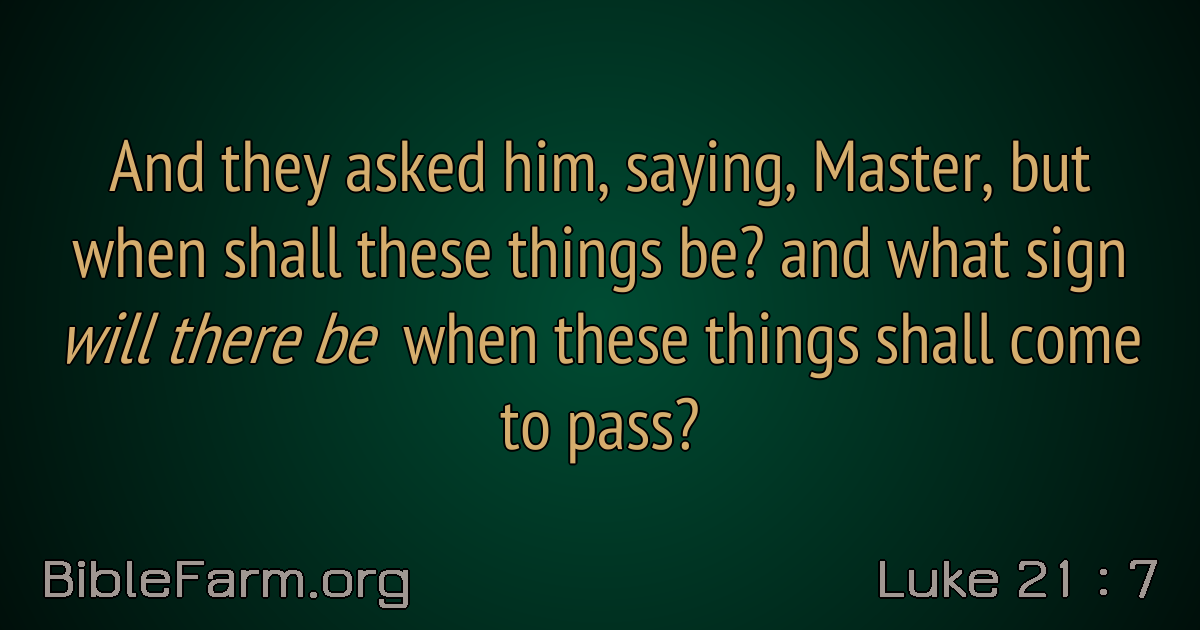 And they asked him, saying, Master, but
when shall these things be? and what sign
will there be when these things shall come
to pass?
BibleFarm.org
Luke 21 : 7